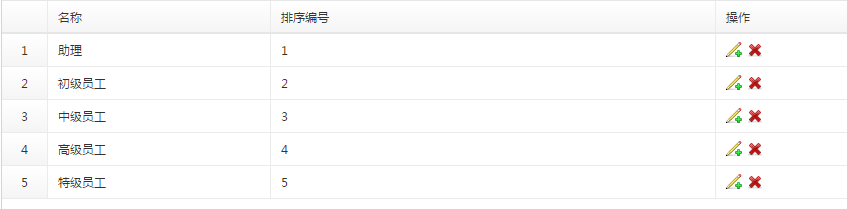 名称 排序编号 操作
1 助理 1
2 初级员工 2
3 中级员工 3
4 高级员工 4
5 特级员工 5